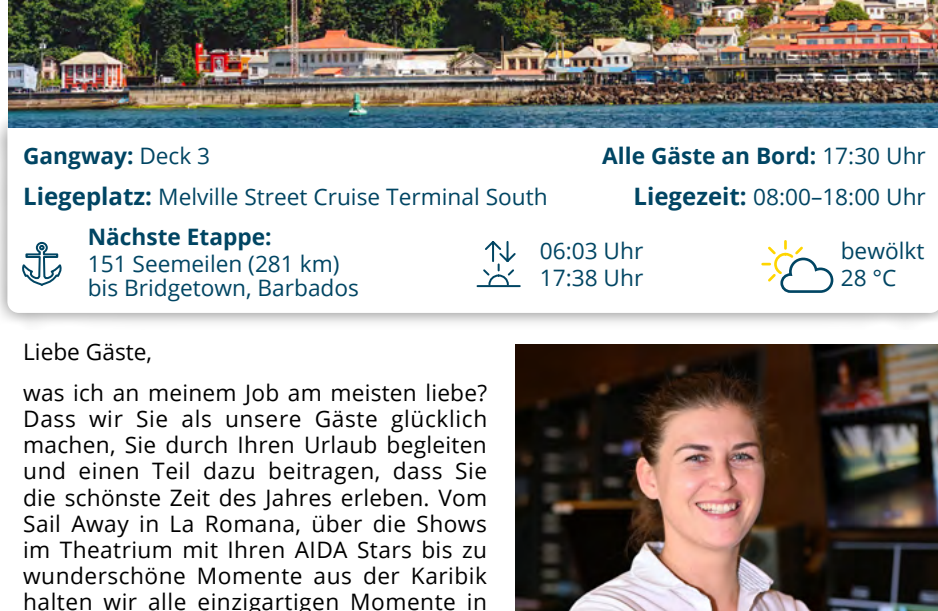 Gangway: Deck 3
Alle Gäste an Bord: 17:30 Uhr
Liegeplatz: Melville Street Cruise Terminal South
Liegezeit: 08:00–18:00 Uhr
Nächste Etappe:
151 Seemeilen (281 km)
bis Bridgetown, Barbados
06:03 Uhr
17:38 Uhr
bewölkt
28 °C
Liebe Gäste,
was ich an meinem Job am meisten liebe?
Dass wir Sie als unsere Gäste glücklich
machen, Sie durch Ihren Urlaub begleiten
und einen Teil dazu beitragen, dass Sie
die schönste Zeit des Jahres erleben. Vom
Sail Away in La Romana, über die Shows
im Theatrium mit Ihren AIDA Stars bis zu
wunderschöne Momente aus der Karibik
halten wir alle einzigartigen Momente in